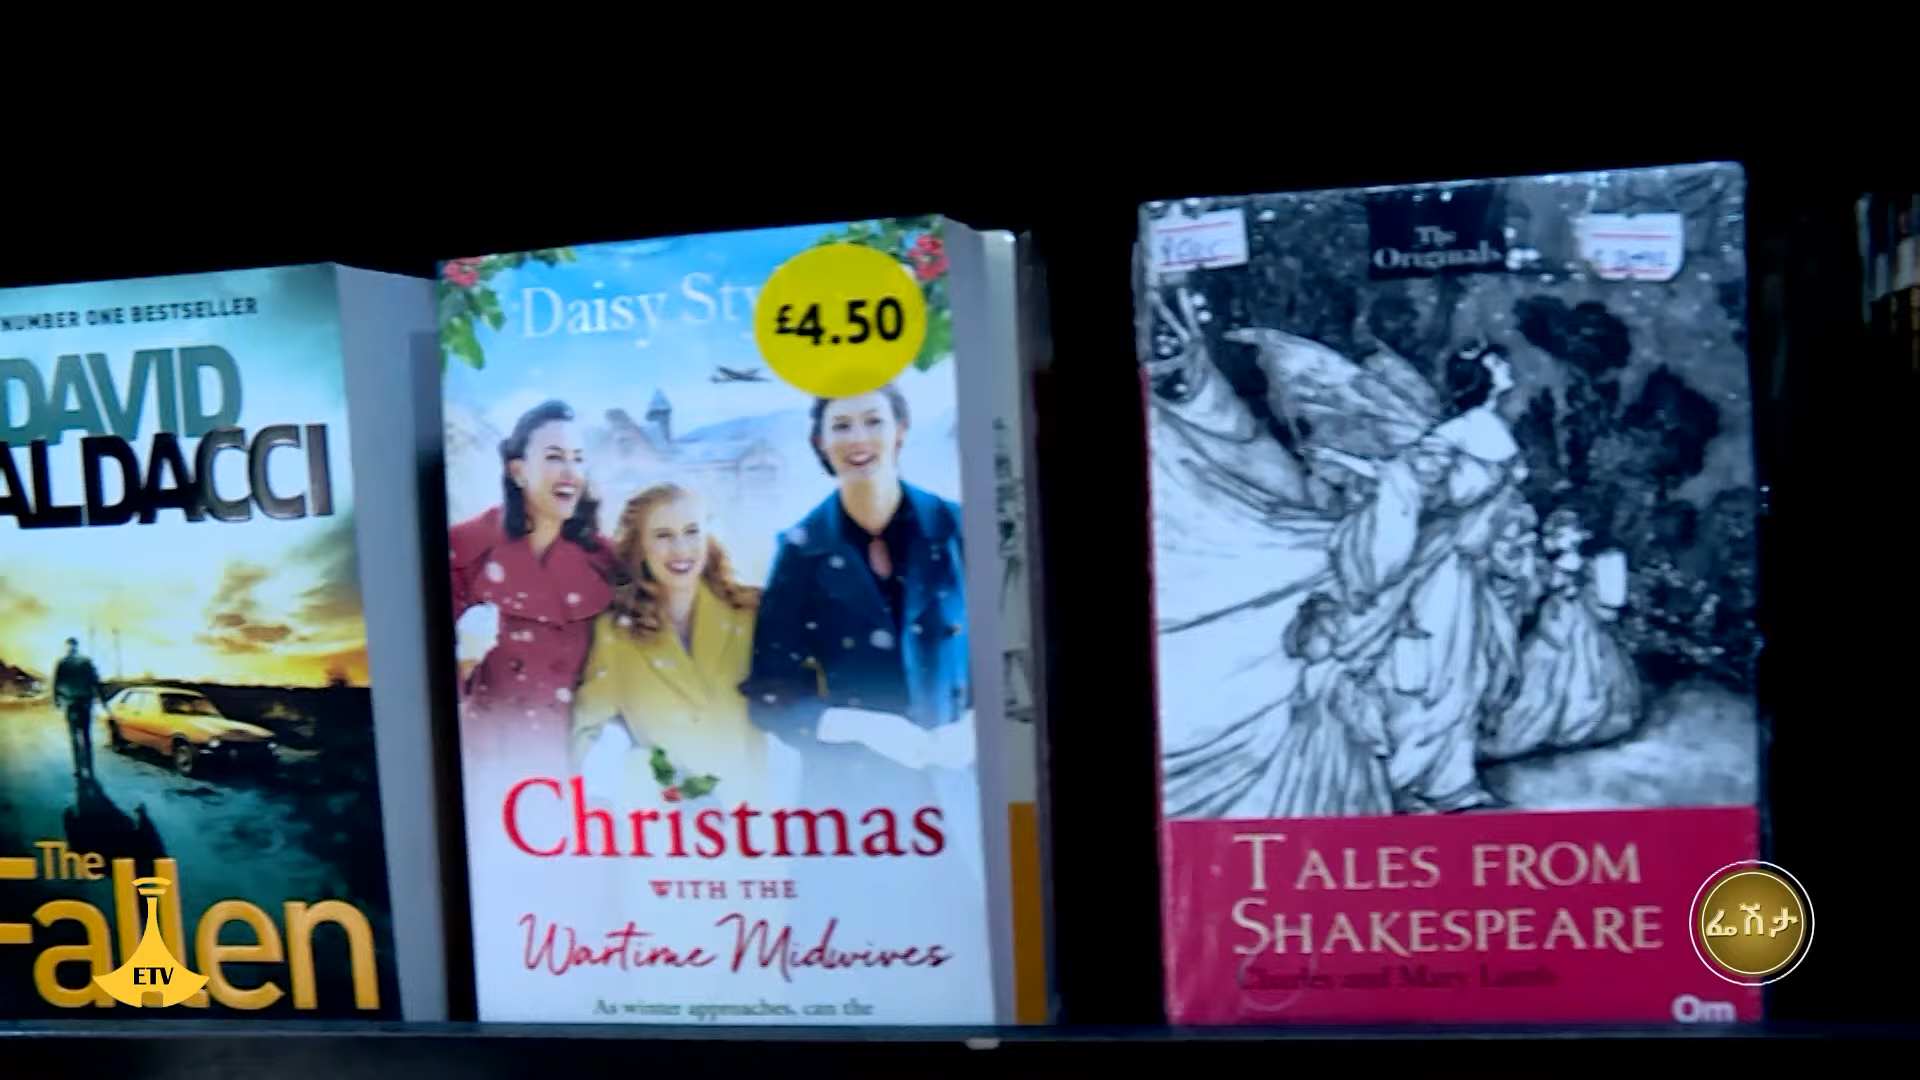 NUMBER ONE BESTSELLER
DAVID
ALDACCI
The
Fallen
ETV
Daisy Sty
£4.50
Christmas
WITH THE
Wartime Midwives
As winter approaches, can the
The
Originals
TALES FROM
SHAKESPEARE
Charles and Mary Lamb
Om
ፌሽታ